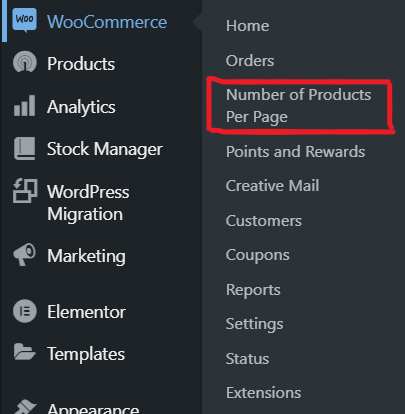 Woo WooCommerce
Products
Analytics
Stock Manager
WordPress
Migration
Marketing
Elementor
Templates
Appearance
Home
Orders
Number of Products
Per Page
Points and Rewards
Creative Mail
Customers
Coupons
Reports
Settings
Status
Extensions